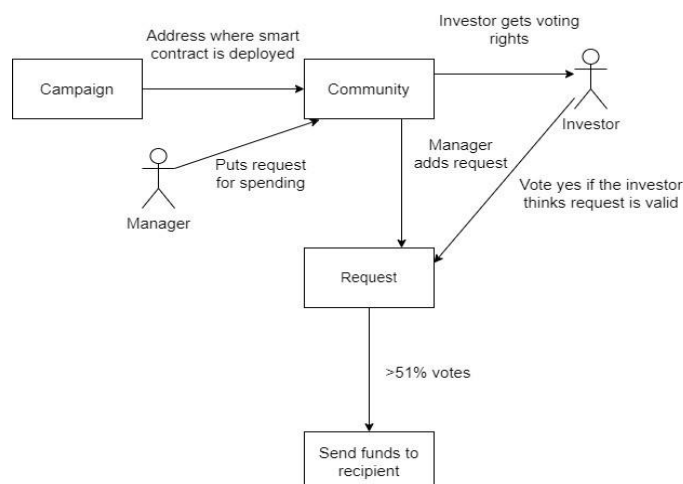 Address where smart
contract is deployed
Investor gets voting
rights
Campaign
Community
Investor
Manager
adds request
Puts request
for spending
Vote yes if the investor
thinks request is valid
Manager
Request
>51% votes
Send funds to
recipient